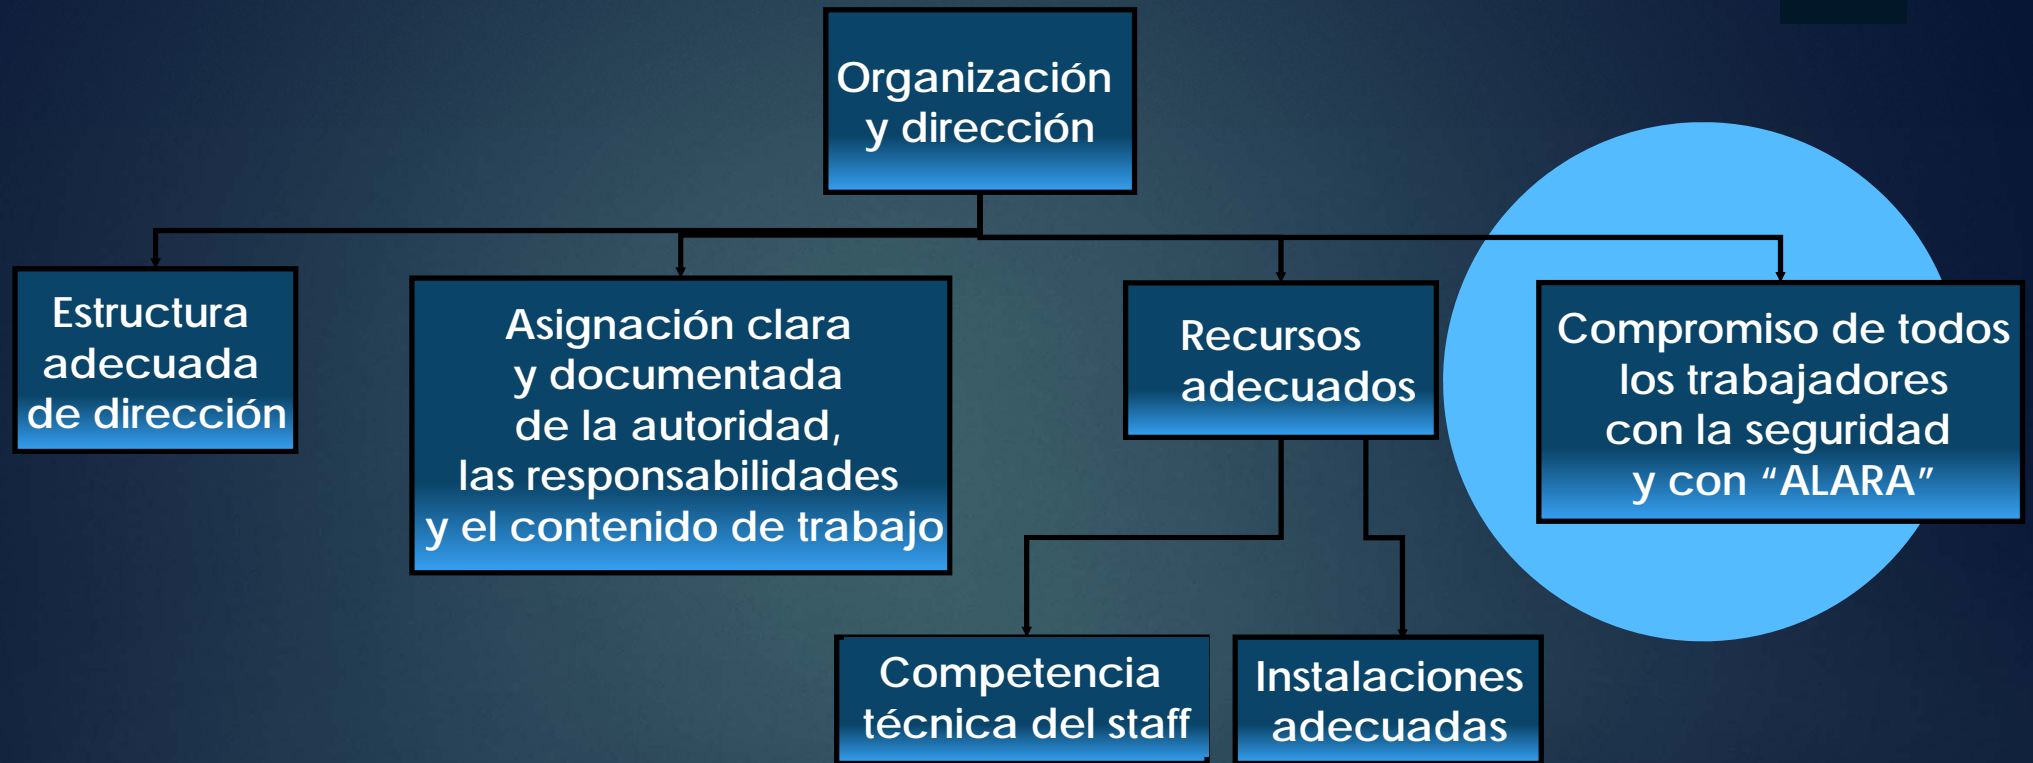 Organización
y dirección
Estructura
adecuada
de dirección
Asignación clara
y documentada
de la autoridad,
las responsabilidades
y el contenido de trabajo
Recursos
adecuados
Compromiso de todos
los trabajadores
con la seguridad
y con “ALARA”
Competencia
técnica del staff
Instalaciones
adecuadas